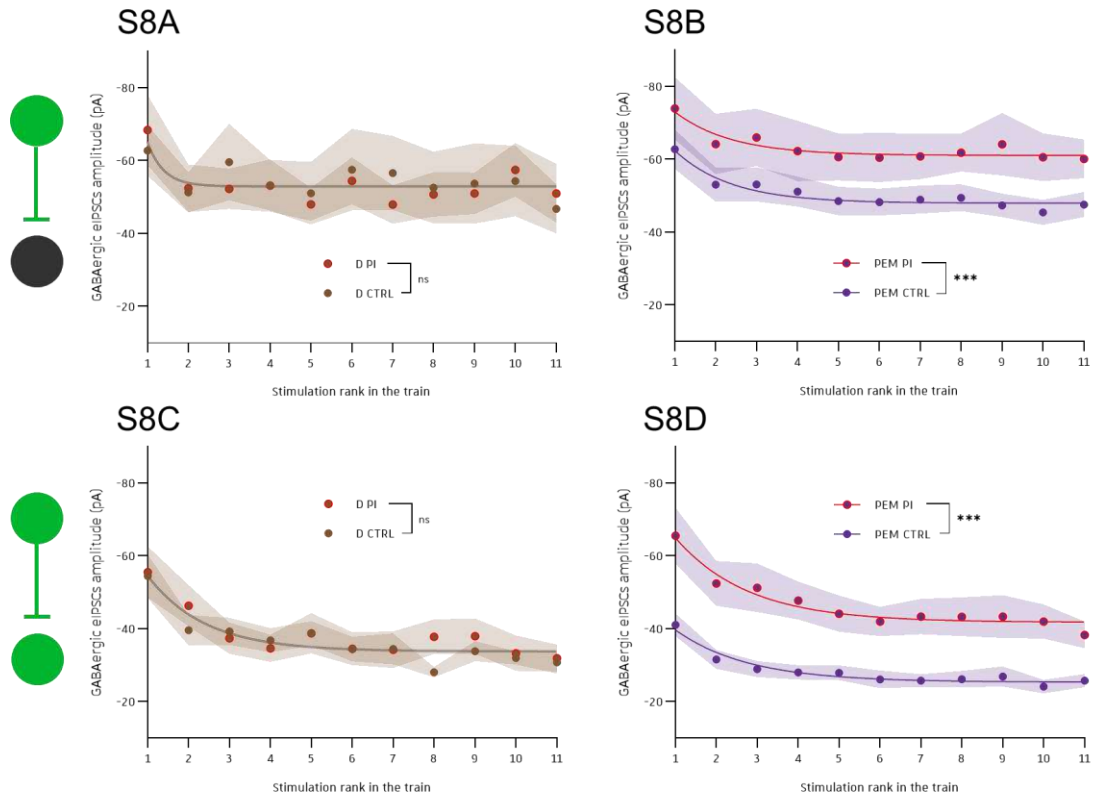 S8A
GABAergic eIPSCs amplitude (pA)
-80
-60
-40
-20
D PI
D CTRL
ns
1 2 3 4 5 6 7 8 9 10 11
Stimulation rank in the train
S8B
GABAergic eIPSCs amplitude (pA)
-80
-60
-40
-20
PEM PI
PEM CTRL
***
1 2 3 4 5 6 7 8 9 10 11
Stimulation rank in the train
S8C
GABAergic eIPSCs amplitude (pA)
-80
-60
-40
-20
D PI
D CTRL
ns
1 2 3 4 5 6 7 8 9 10 11
Stimulation rank in the train
S8D
GABAergic eIPSCs amplitude (pA)
-80
-60
-40
-20
PEM PI
PEM CTRL
***
1 2 3 4 5 6 7 8 9 10 11
Stimulation rank in the train